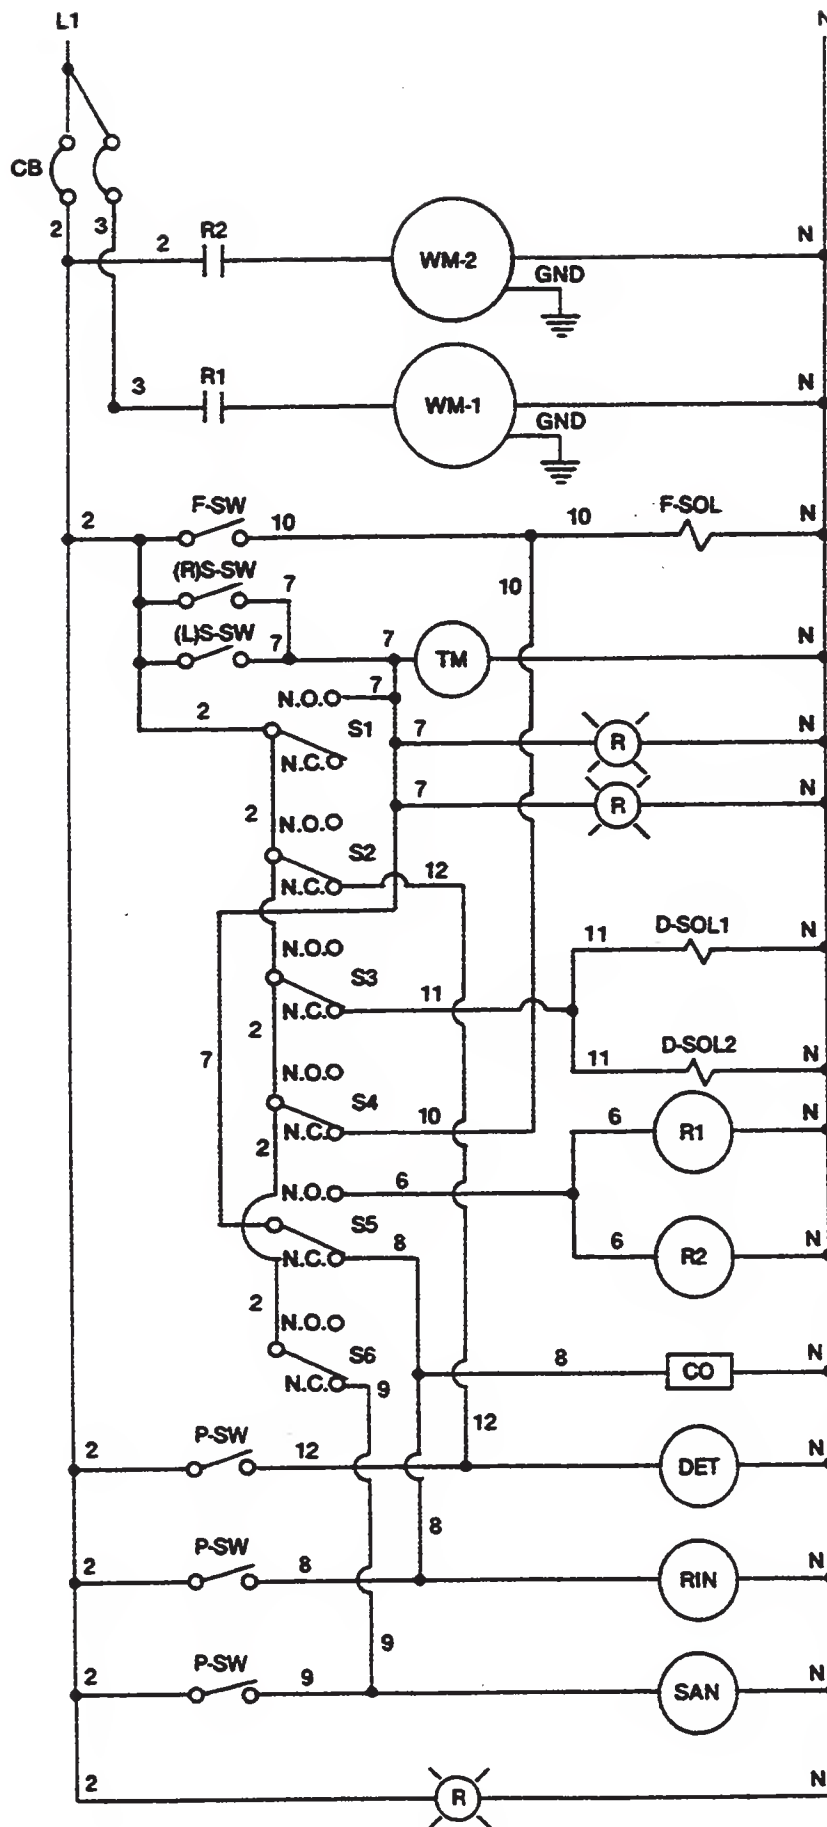 L1 N
CB
2 3
2 R2 WM-2 N
GND
3 R1 WM-1 N
GND
2 F-SW 10 10 F-SOL N
(R)S-SW 7 10
(L)S-SW 7 7 TM N
N.O. 7
2 S1 7 R N
N.C.
7 R N
2 N.O.
S2
N.C. 12
N.O. 11 D-SOL1 N
S3
N.C. 11
2
7 N.O. 11 D-SOL2 N
S4
N.C. 10 6 R1 N
2
N.O. 6
S5
N.C. 8 6 R2 N
2 N.O.
S6
N.C. 9 8 CO N
12
2 P-SW 12 DET N
8
2 P-SW 8 RIN N
9
2 P-SW 9 SAN N
2 R N